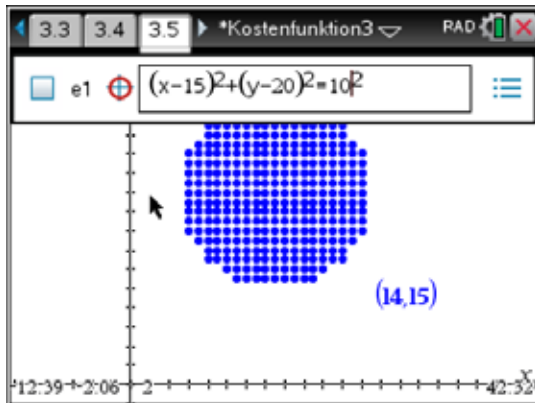 3.3 3.4 3.5 *Kostenfunktion3 RAD
e1 (x-15)²+(y-20)²=10²
(14,15)
x
-12.39 -2.06 2 42.32